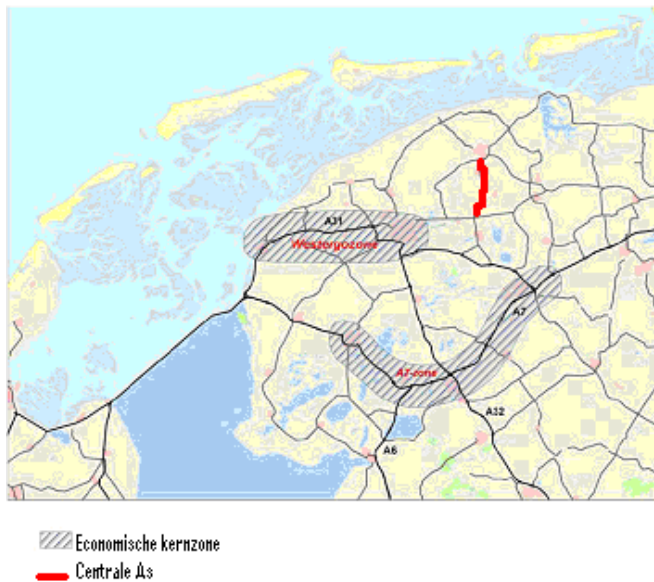 A31
Westergozone
A7
A7-zone
A32
A6
Economische kernzone
Centrale As